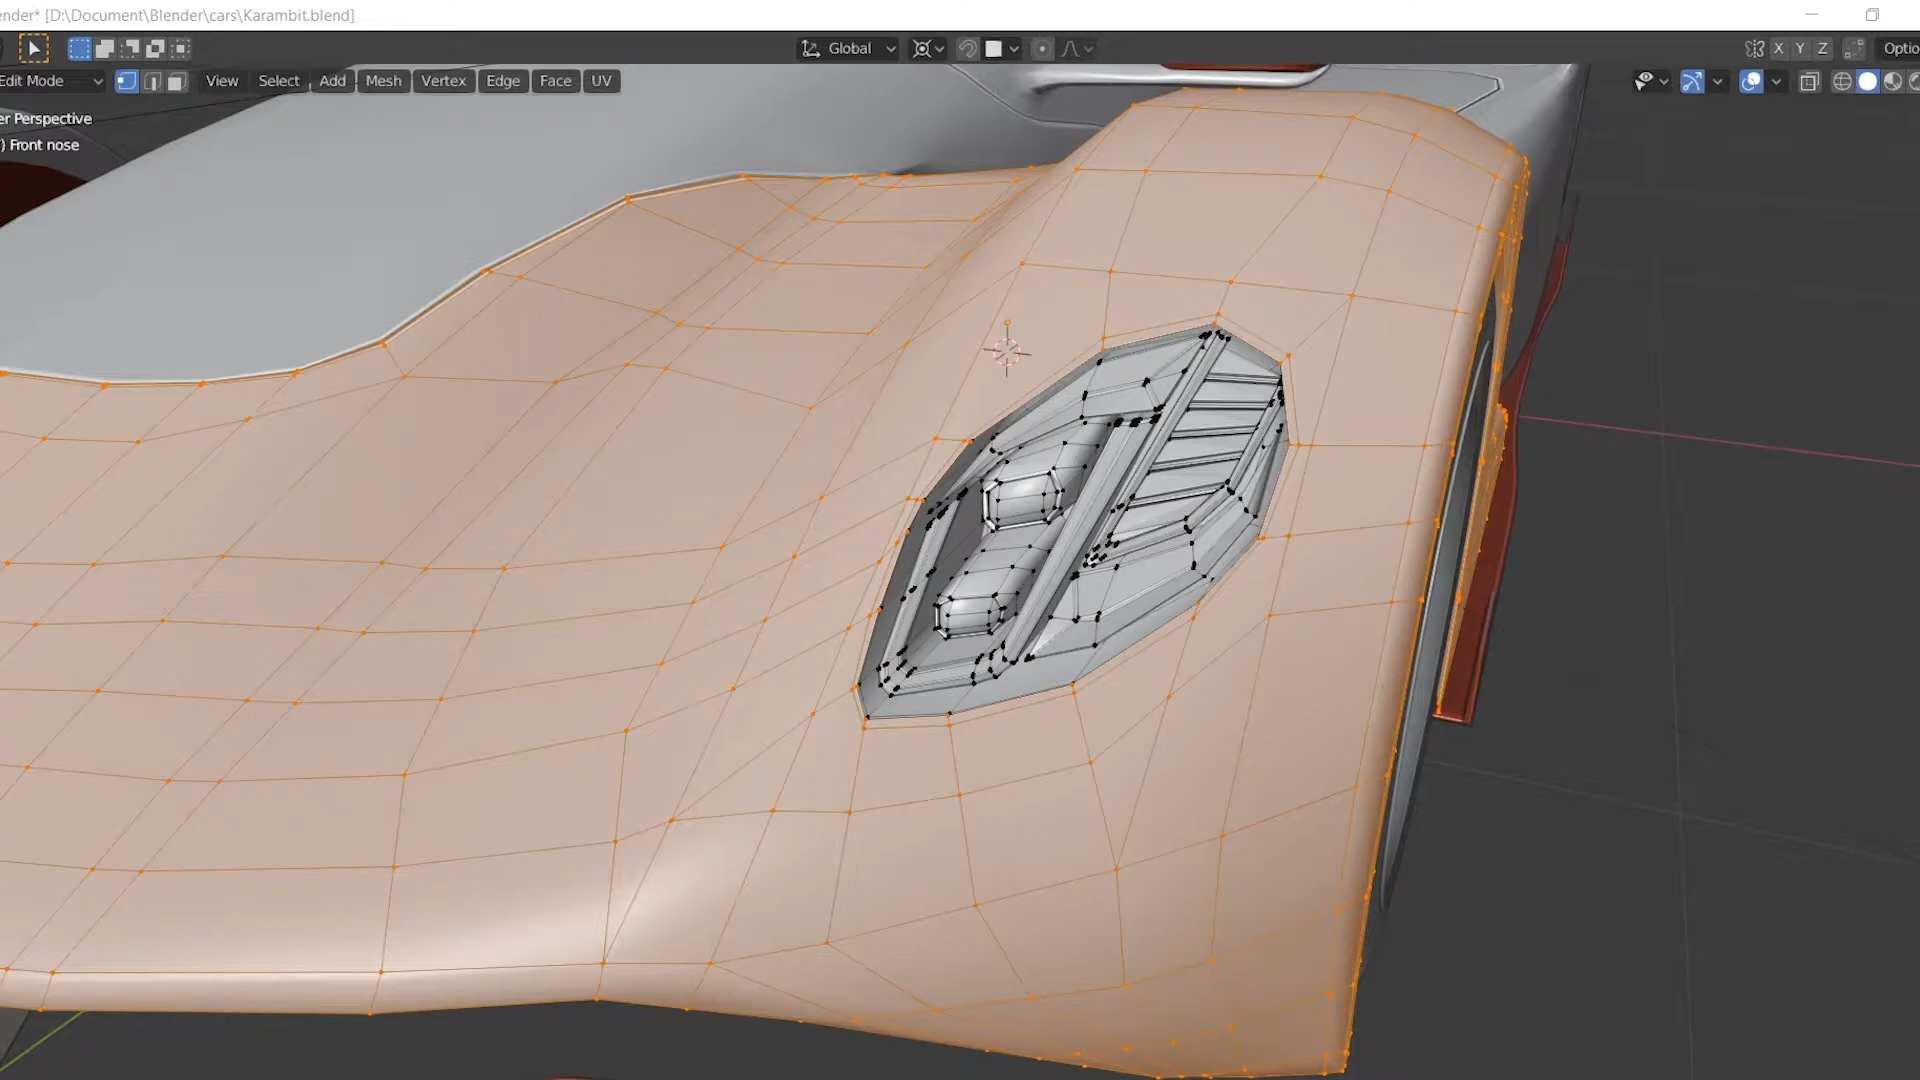 ender* [D:\Document\Blender\cars\Karambit.blend]
Global
X Y Z
Optio
Edit Mode
View Select Add Mesh Vertex Edge Face UV
er Perspective
) Front nose